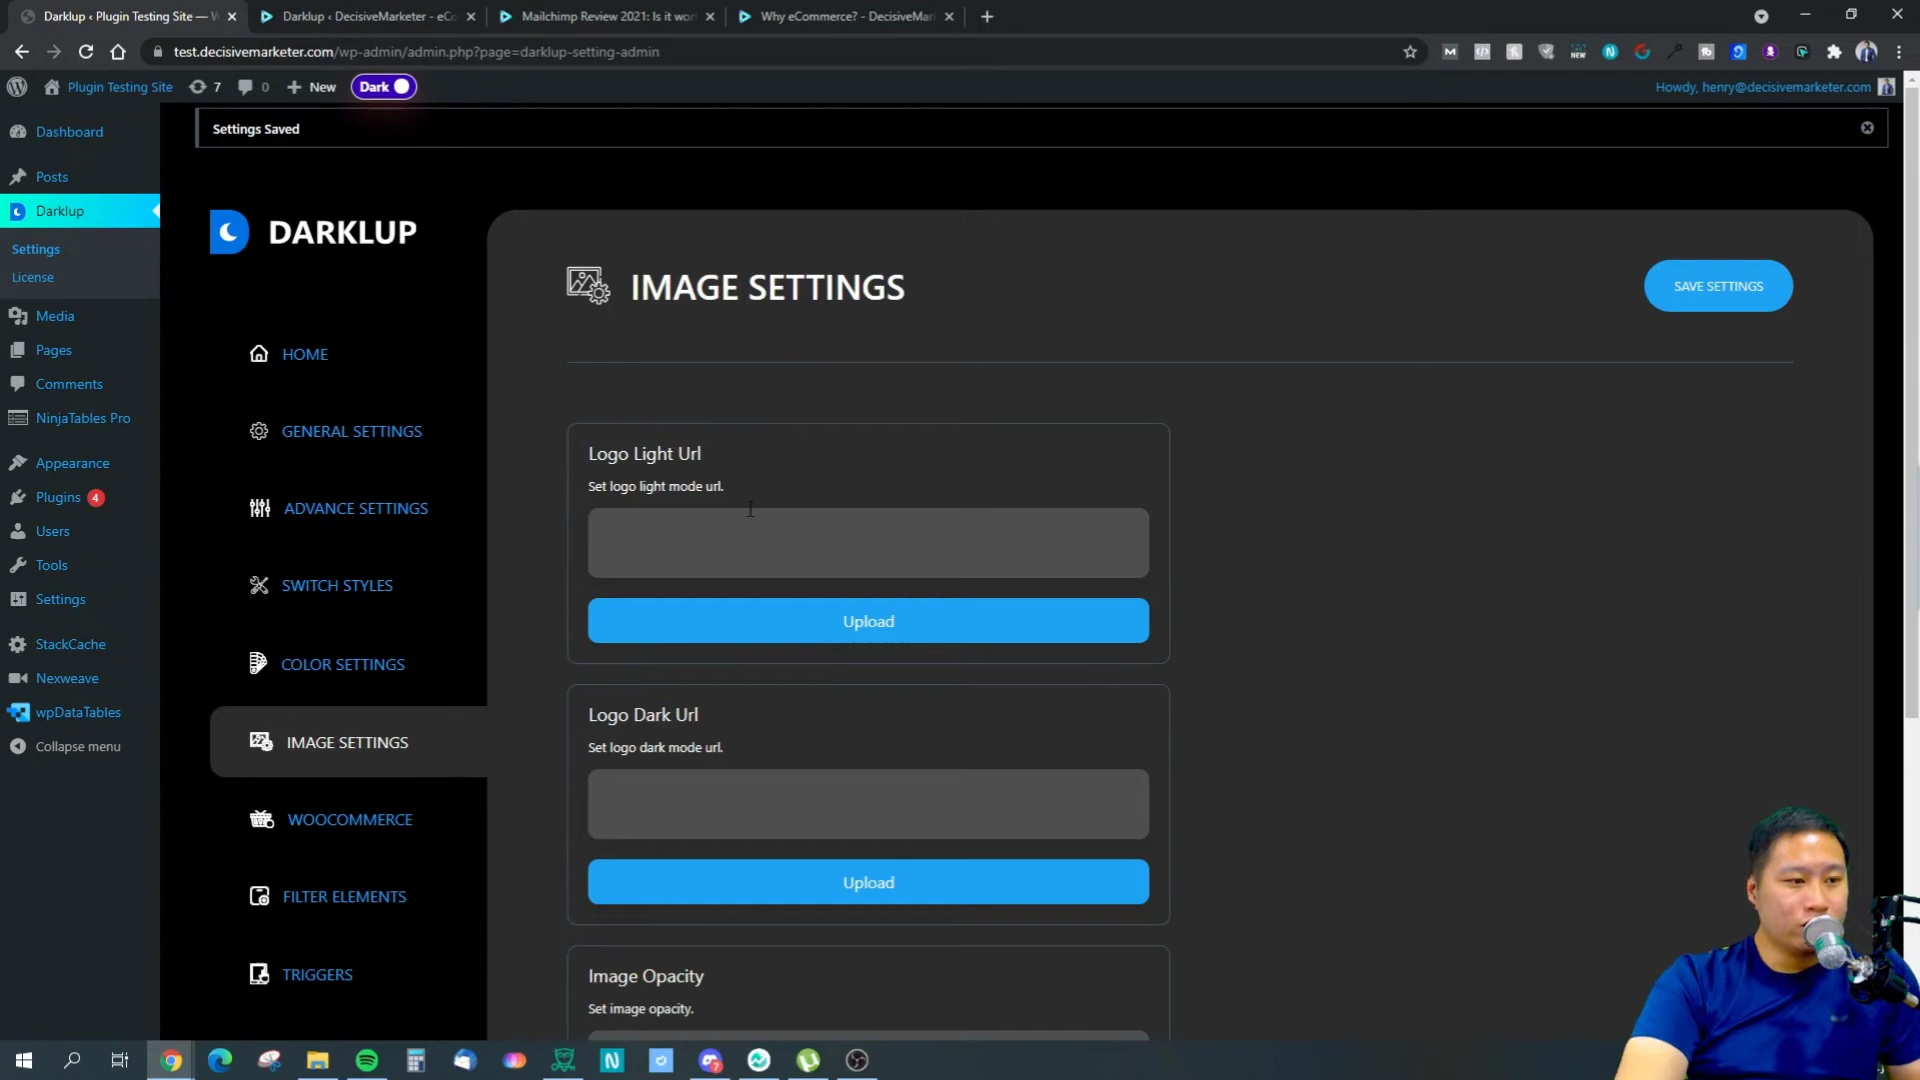 Darklup ‹ Plugin Testing Site — W
Darklup ‹ DecisiveMarketer - eCo
Mailchimp Review 2021: Is it wor
Why eCommerce? - DecisiveMar
test.decisivemarketer.com/wp-admin/admin.php?page=darklup-setting-admin
Plugin Testing Site
7
0
New
Dark
Howdy, henry@decisivemarketer.com
Settings Saved
Dashboard
Posts
Darklup
Settings
License
Media
Pages
Comments
NinjaTables Pro
Appearance
Plugins 4
Users
Tools
Settings
StackCache
Nexweave
wpDataTables
Collapse menu
DARKLUP
HOME
GENERAL SETTINGS
ADVANCE SETTINGS
SWITCH STYLES
COLOR SETTINGS
IMAGE SETTINGS
WOOCOMMERCE
FILTER ELEMENTS
TRIGGERS
IMAGE SETTINGS
SAVE SETTINGS
Logo Light Url
Set logo light mode url.
Upload
Logo Dark Url
Set logo dark mode url.
Upload
Image Opacity
Set image opacity.